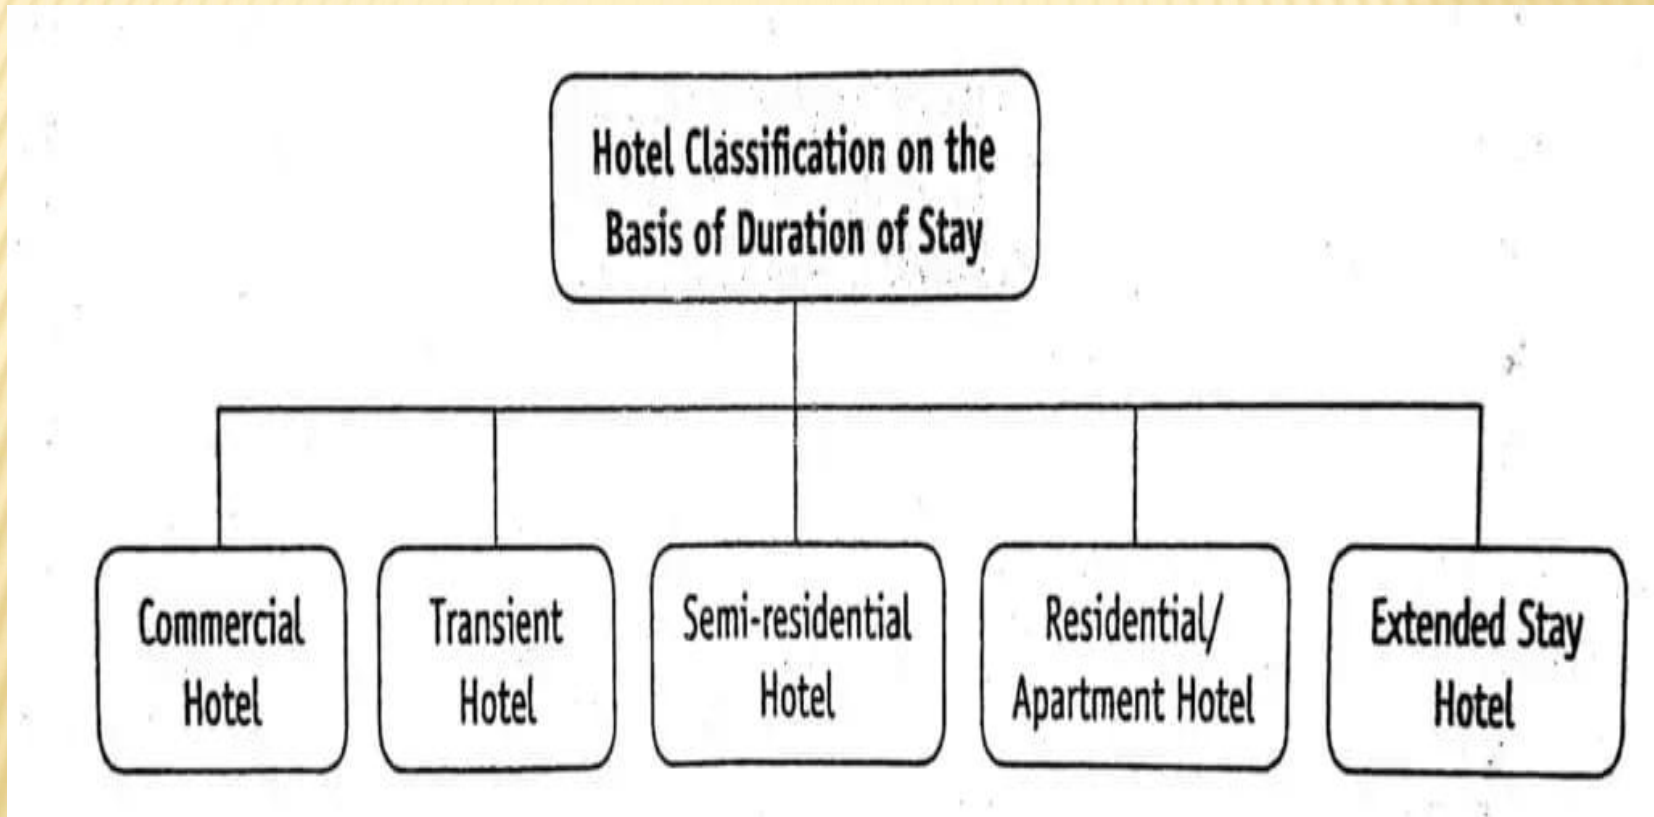 Hotel Classification on the
Basis of Duration of Stay
Commercial
Hotel
Transient
Hotel
Semi-residential
Hotel
Residential/
Apartment Hotel
Extended Stay
Hotel